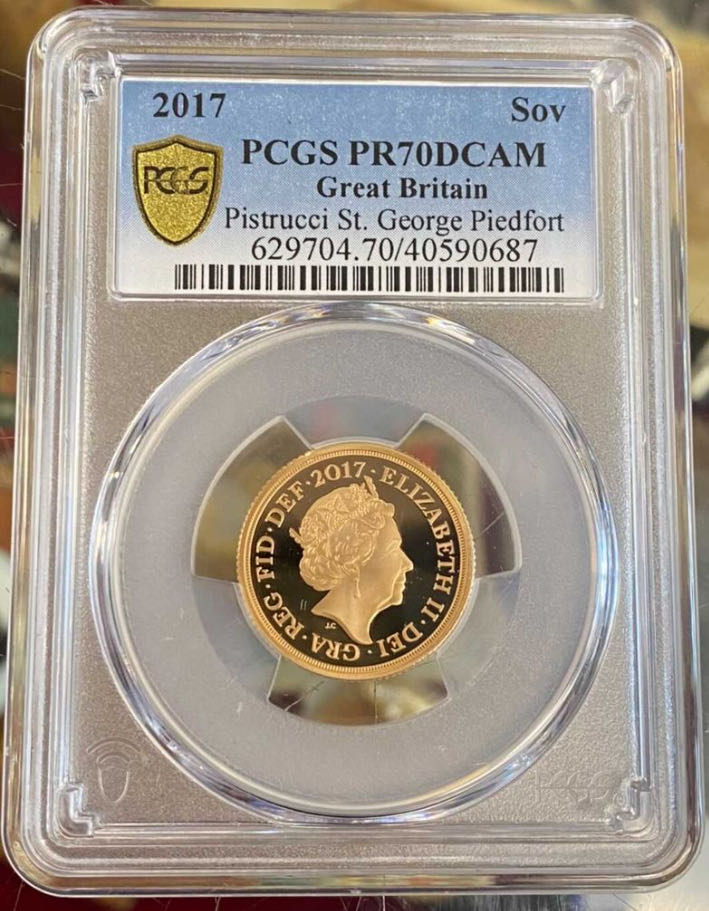 2017 Sov
PCGS PR70DCAM
Great Britain
Pistrucci St. George Piedfort
629704.70/40590687
PCGS
ELIZABETH II · DEI · GRA · REG · FID · DEF · 2017 ·
JC
PCGS